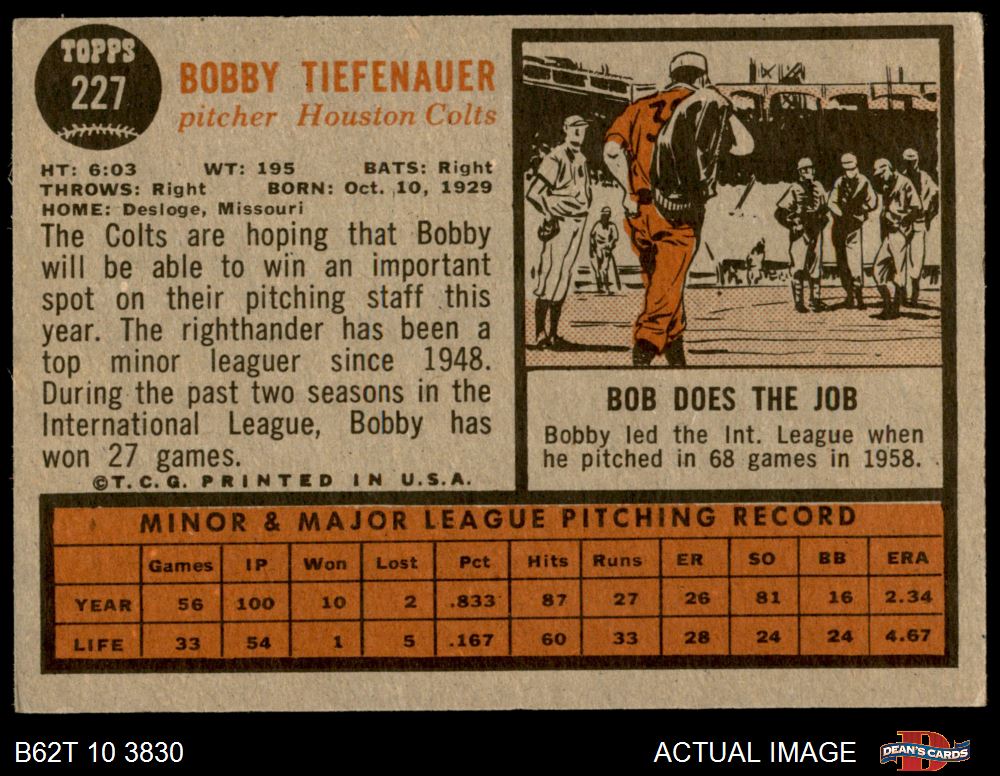 TOPPS
227
BOBBY TIEFENAUER
pitcher Houston Colts
HT: 6:03 WT: 195 BATS: Right
THROWS: Right BORN: Oct. 10, 1929
HOME: Desloge, Missouri
The Colts are hoping that Bobby
will be able to win an important
spot on their pitching staff this
year. The righthander has been a
top minor leaguer since 1948.
During the past two seasons in the
International League, Bobby has
won 27 games.
©T.C.G. PRINTED IN U.S.A.
BOB DOES THE JOB
Bobby led the Int. League when
he pitched in 68 games in 1958.
MINOR & MAJOR LEAGUE PITCHING RECORD
Games IP Won Lost Pct Hits Runs ER SO BB ERA
YEAR 56 100 10 2 .833 87 27 26 81 16 2.34
LIFE 33 54 1 5 .167 60 33 28 24 24 4.67
B62T 10 3830
ACTUAL IMAGE
DEAN'S CARDS